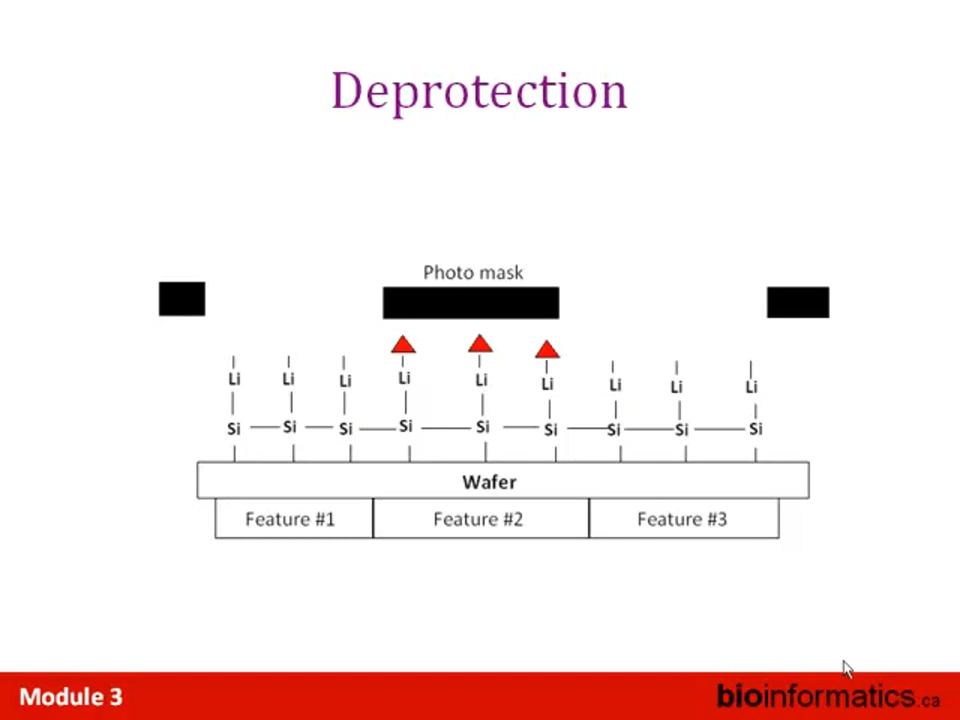 Deprotection
Photo mask
Li Li Li Li Li Li Li Li Li
Si Si Si Si Si Si Si Si Si
Wafer
Feature #1 Feature #2 Feature #3
Module 3 bioinformatics.ca